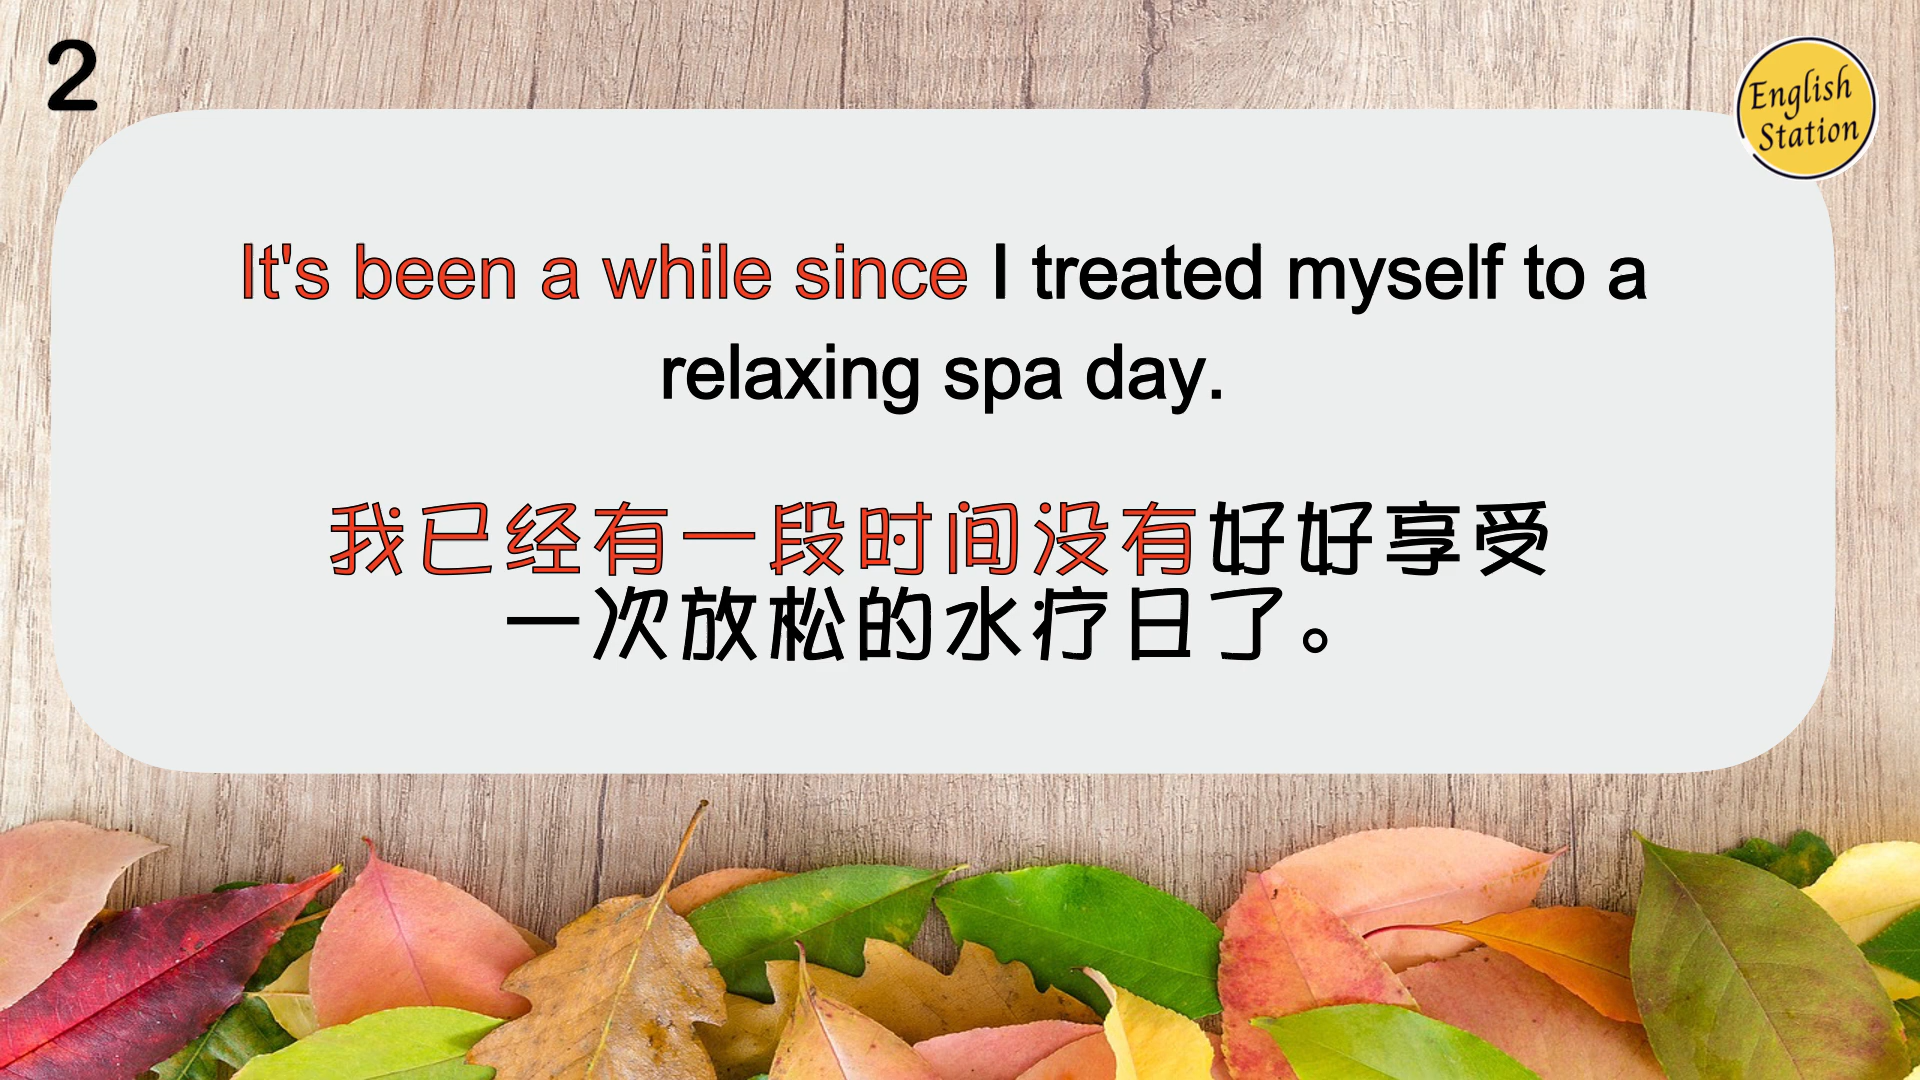 2
English
Station
It's been a while since I treated myself to a
relaxing spa day.
我已经有一段时间没有好好享受
一次放松的水疗日了。